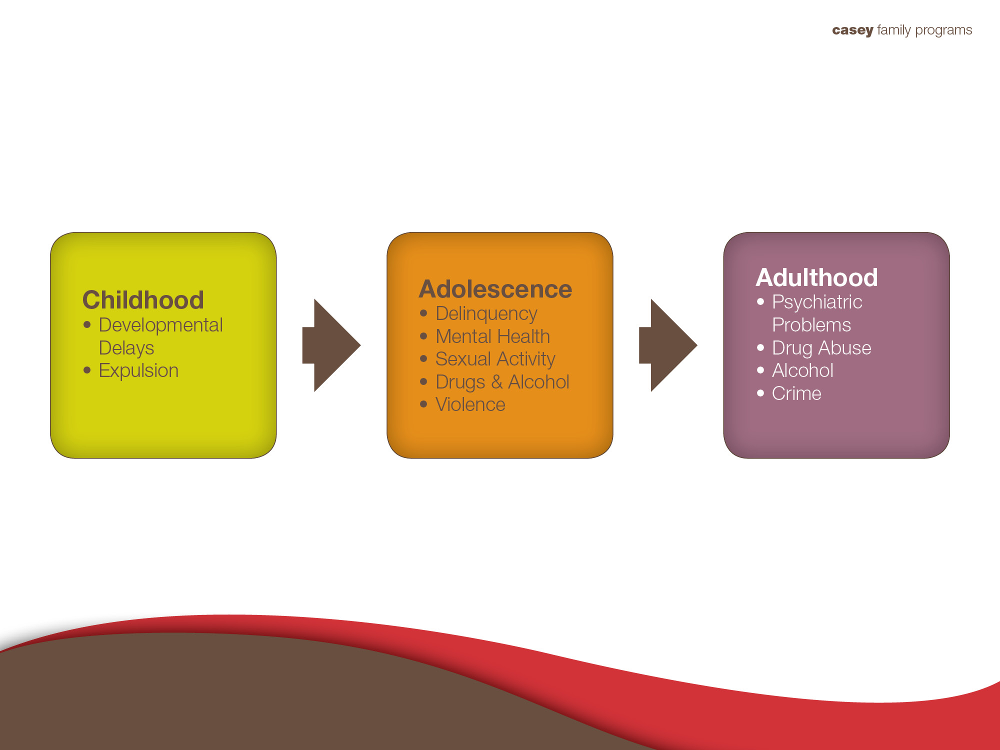 casey family programs
Childhood
• Developmental
Delays
• Expulsion
Adolescence
• Delinquency
• Mental Health
• Sexual Activity
• Drugs & Alcohol
• Violence
Adulthood
• Psychiatric
Problems
• Drug Abuse
• Alcohol
• Crime